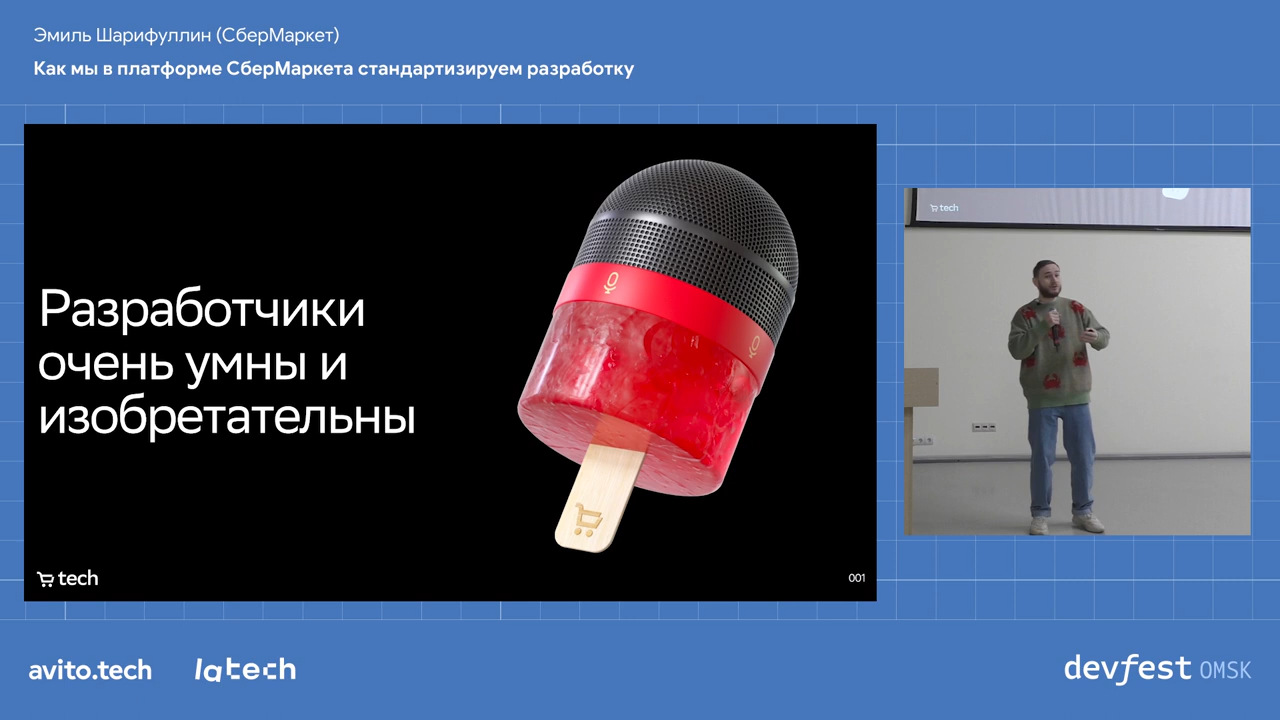 Эмиль Шарифуллин (СберМаркет)
Как мы в платформе СберМаркета стандартизируем разработку
Разработчики
очень умны и
изобретательны
tech
001
tech
avito.tech
latech
devfest OMSK